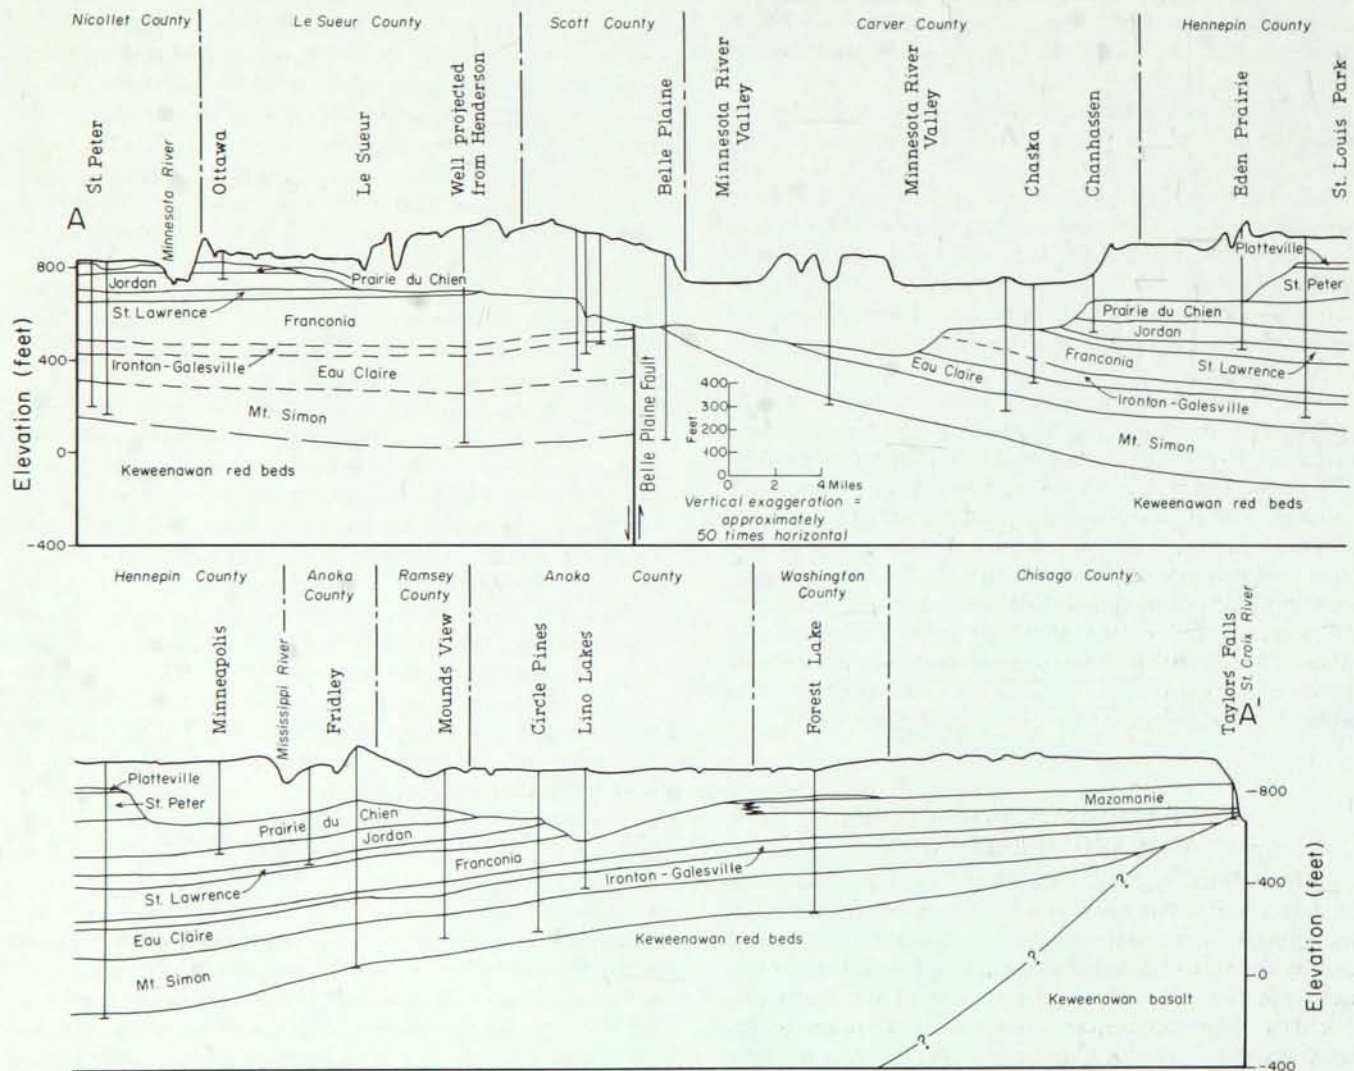 Nicollet County
Le Sueur County
Scott County
Carver County
Hennepin County
St. Peter
Minnesota River
Ottawa
Le Sueur
Well projected
from Henderson
Belle Plaine
Minnesota River
Valley
Minnesota River
Valley
Chaska
Chanhassen
Eden Prairie
St. Louis Park
A
Elevation (feet)
800
400
0
-400
Jordan
Prairie du Chien
St. Lawrence
Franconia
Ironton-Galesville
Eau Claire
Mt. Simon
Keweenawan red beds
Belle Plaine Fault
Feet
400
300
200
100
0
0 2 4 Miles
Vertical exaggeration =
approximately
50 times horizontal
Platteville
St. Peter
Prairie du Chien
Jordan
Franconia
St. Lawrence
Eau Claire
Ironton-Galesville
Mt. Simon
Keweenawan red beds
Hennepin County
Anoka
County
Ramsey
County
Anoka County
Washington
County
Chisago County
Minneapolis
Mississippi River
Fridley
Mounds View
Circle Pines
Lino Lakes
Forest Lake
Taylors Falls
St. Croix River
A'
Platteville
St. Peter
Prairie du Chien
Jordan
St. Lawrence
Franconia
Ironton-Galesville
Eau Claire
Mt. Simon
Mazomanie
Keweenawan red beds
?
?
?
Keweenawan basalt
800
400
0
-400
Elevation (feet)